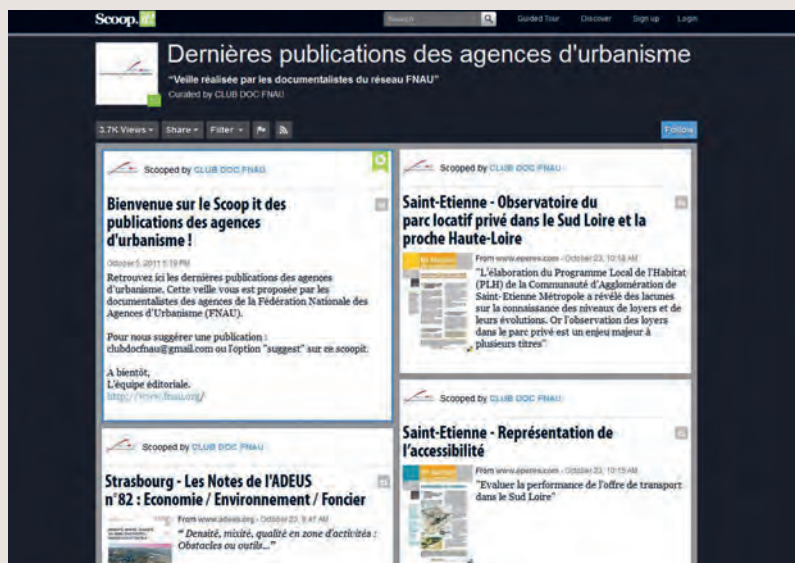 Scoop.it!
Search
Guided Tour
Discover
Sign up
Login
Dernières publications des agences d'urbanisme
"Veille réalisée par les documentalistes du réseau FNAU"
Curated by CLUB DOC FNAU
3.7K Views
Share
Filter
Follow
Scooped by CLUB DOC FNAU
Bienvenue sur le Scoop it des
publications des agences
d'urbanisme !
October 5, 2011 5:19 PM
Retrouvez ici les dernières publications des agences
d'urbanisme. Cette veille vous est proposée par les
documentalistes des agences de la Fédération Nationale des
Agences d'Urbanisme (FNAU).
Pour nous suggérer une publication :
clubdocfnau@gmail.com ou l'option "suggest" sur ce scoopit.
A bientôt,
L'équipe éditoriale.
http://www.fnau.org/
Scooped by CLUB DOC FNAU
Strasbourg - Les Notes de l'ADEUS
n°82 : Economie / Environnement / Foncier
From www.adeus.org - October 23, 9:47 AM
" Densité, mixité, qualité en zone d'activités :
Obstacles ou outils..."
Scooped by CLUB DOC FNAU
Saint-Etienne - Observatoire du
parc locatif privé dans le Sud Loire et la
proche Haute-Loire
From www.epures.com - October 23, 10:18 AM
"L'élaboration du Programme Local de l'Habitat
(PLH) de la Communauté d'Agglomération de
Saint-Etienne Métropole a révélé des lacunes
sur la connaissance des niveaux de loyers et de
leurs évolutions. Or l'observation des loyers
dans le parc privé est un enjeu majeur à
plusieurs titres"
Scooped by CLUB DOC FNAU
Saint-Etienne - Représentation de
l'accessibilité
From www.epures.com - October 23, 10:15 AM
"Evaluer la performance de l'offre de transport
dans le Sud Loire"